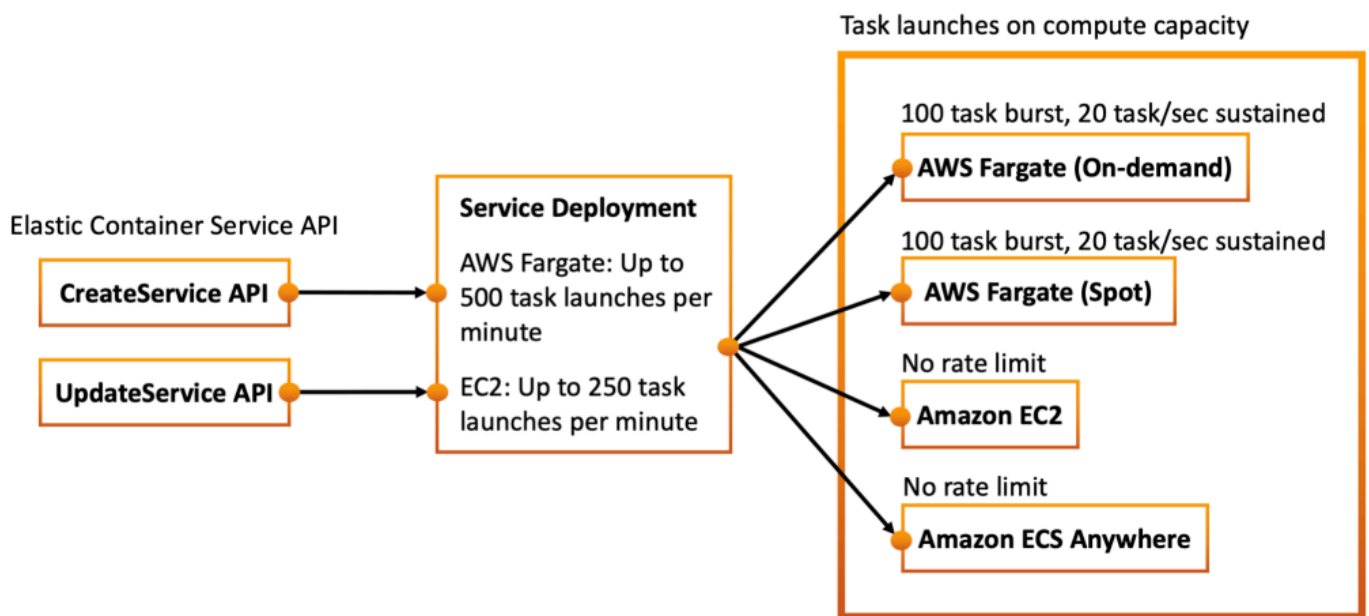 Task launches on compute capacity
100 task burst, 20 task/sec sustained
AWS Fargate (On-demand)
Elastic Container Service API
CreateService API
UpdateService API
Service Deployment
AWS Fargate: Up to
500 task launches per
minute
EC2: Up to 250 task
launches per minute
100 task burst, 20 task/sec sustained
AWS Fargate (Spot)
No rate limit
Amazon EC2
No rate limit
Amazon ECS Anywhere